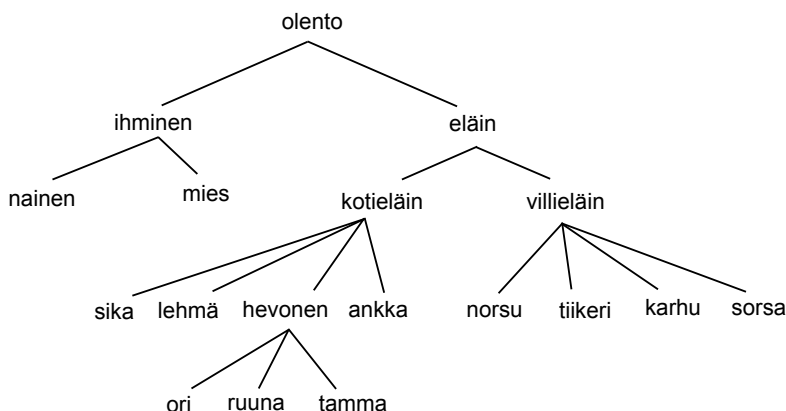 olento
ihminen eläin
nainen mies kotieläin villieläin
sika lehmä hevonen ankka norsu tiikeri karhu sorsa
ori ruuna tamma